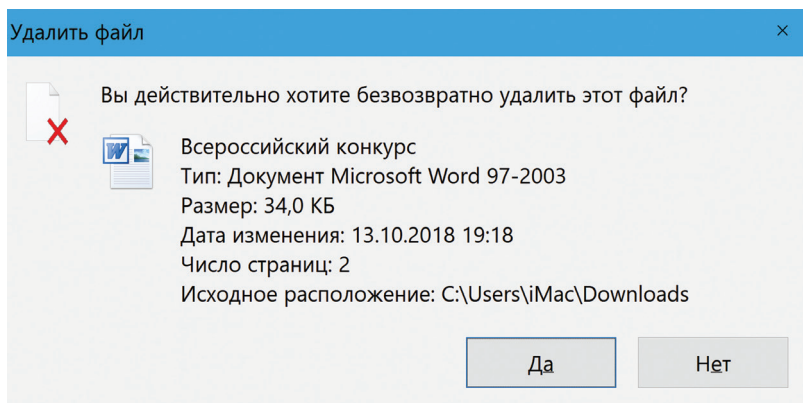 Удалить файл
Вы действительно хотите безвозвратно удалить этот файл?
Всероссийский конкурс
Тип: Документ Microsoft Word 97-2003
Размер: 34,0 КБ
Дата изменения: 13.10.2018 19:18
Число страниц: 2
Исходное расположение: C:\Users\iMac\Downloads
Да Нет